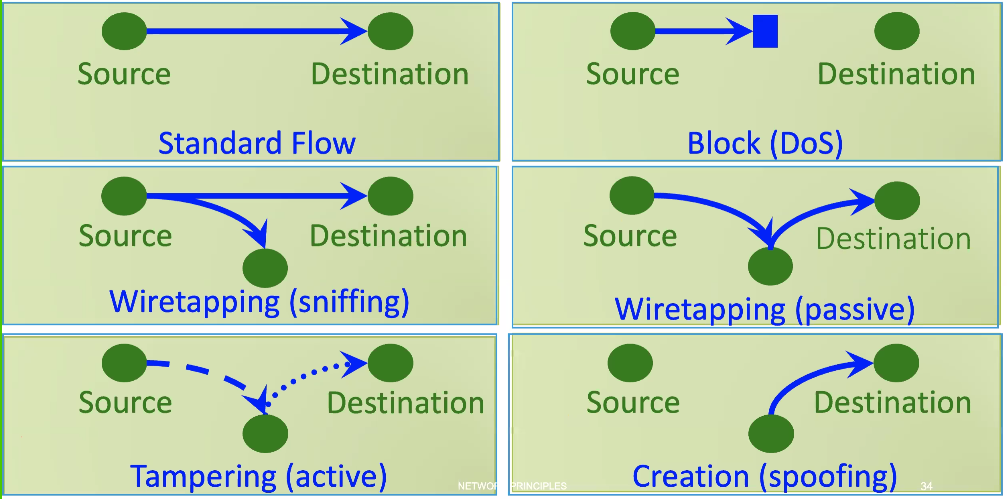 Source Destination
Standard Flow
Source Destination
Block (DoS)
Source Destination
Wiretapping (sniffing)
Source Destination
Wiretapping (passive)
Source Destination
Tampering (active)
Source Destination
Creation (spoofing)
NETWORK PRINCIPLES 34